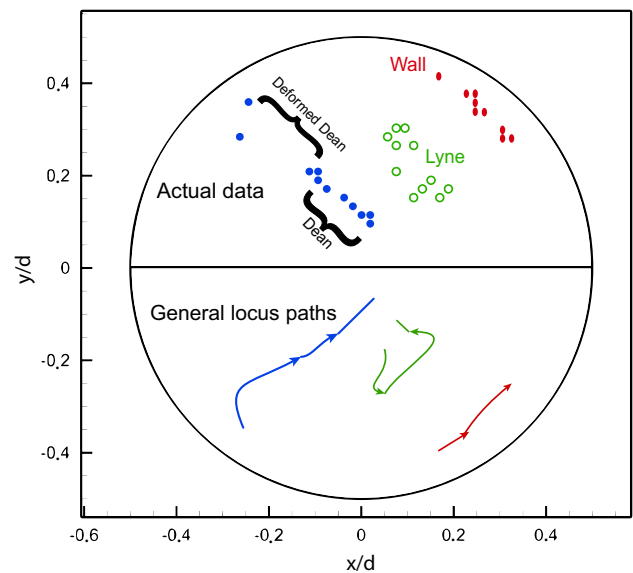 Wall
Deformed Dean
Lyne
Actual data
Dean
General locus paths
0.4
0.2
0
-0.2
-0.4
y/d
-0.6
-0.4
-0.2
0
0.2
0.4
x/d